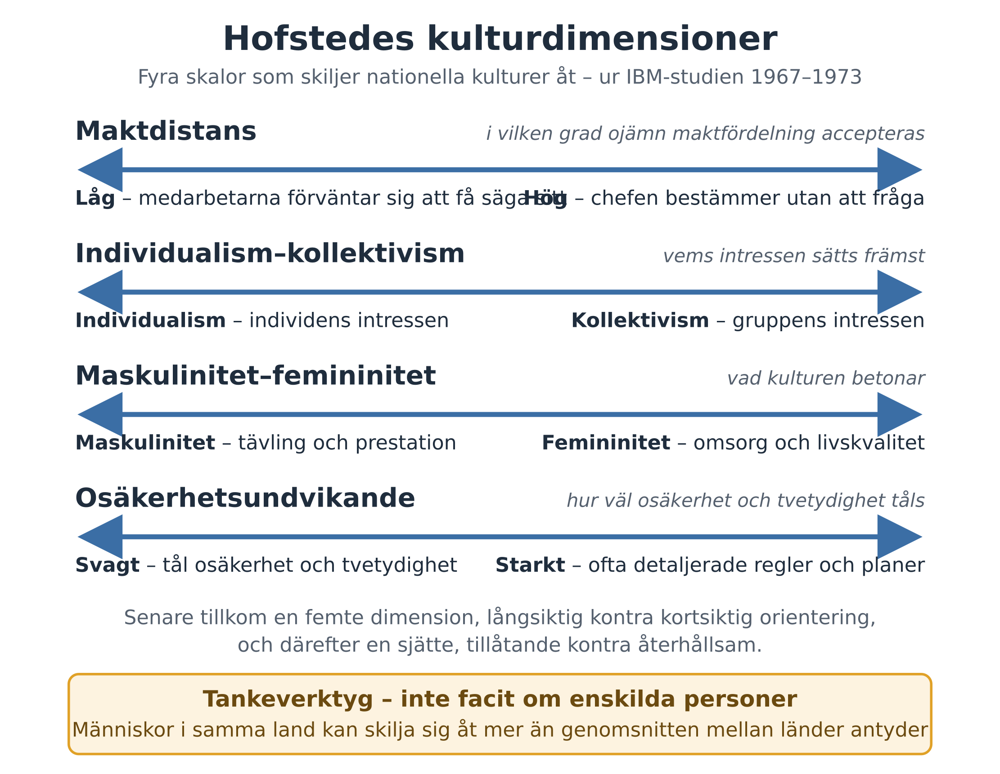 Hofstedes kulturdimensioner
Fyra skalor som skiljer nationella kulturer åt – ur IBM-studien 1967–1973
Maktdistans
i vilken grad ojämn maktfördelning accepteras
Låg – medarbetarna förväntar sig att få säga sitt
Hög – chefen bestämmer utan att fråga
Individualism–kollektivism
vems intressen sätts främst
Individualism – individens intressen
Kollektivism – gruppens intressen
Maskulinitet–femininitet
vad kulturen betonar
Maskulinitet – tävling och prestation
Femininitet – omsorg och livskvalitet
Osäkerhetsundvikande
hur väl osäkerhet och tvetydighet tåls
Svagt – tål osäkerhet och tvetydighet
Starkt – ofta detaljerade regler och planer
Senare tillkom en femte dimension, långsiktig kontra kortsiktig orientering,
och därefter en sjätte, tillåtande kontra återhållsam.
Tankeverktyg – inte facit om enskilda personer
Människor i samma land kan skilja sig åt mer än genomsnitten mellan länder antyder